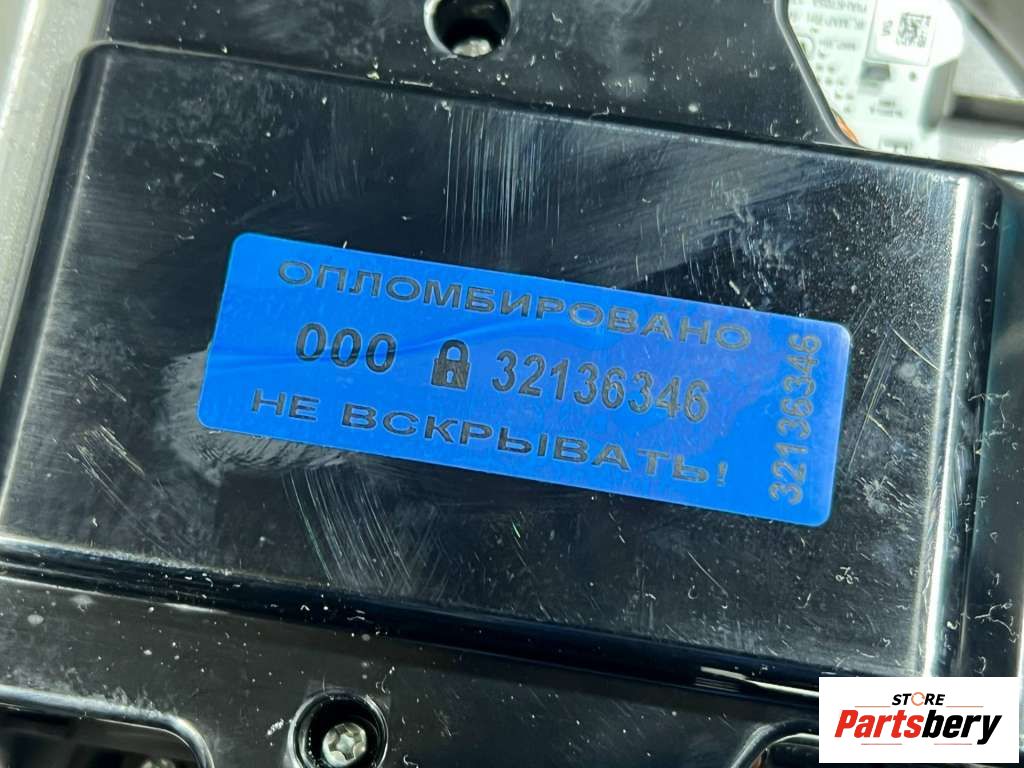 ОПЛОМБИРОВАНО
000 32136346
НЕ ВСКРЫВАТЬ!
32136346
STORE
Partsbery